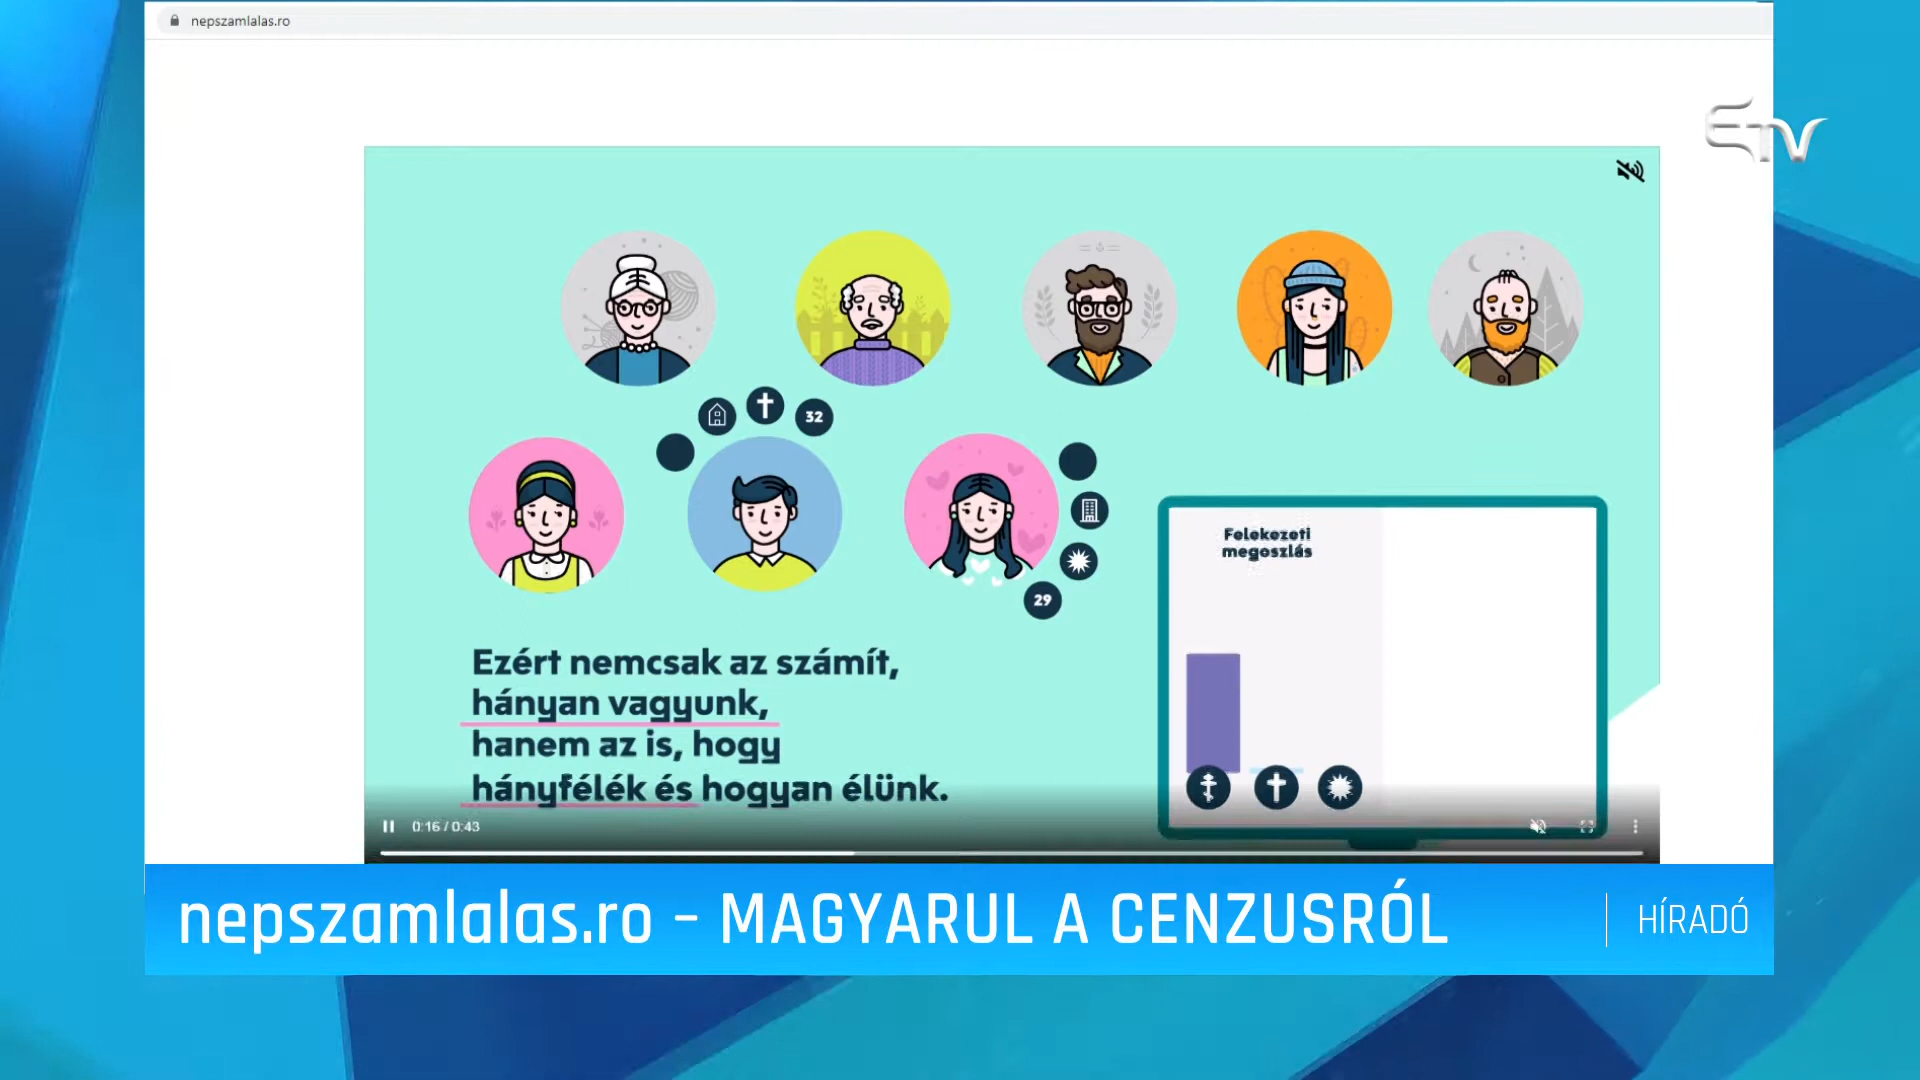 nepszamlalas.ro
ETV
32
29
Felekezeti
megoszlás
Ezért nemcsak az számít,
hányan vagyunk,
hanem az is, hogy
hányfélék és hogyan élünk.
0:16 / 0:43
nepszamlalas.ro - MAGYARUL A CENZUSRÓL
HÍRADÓ